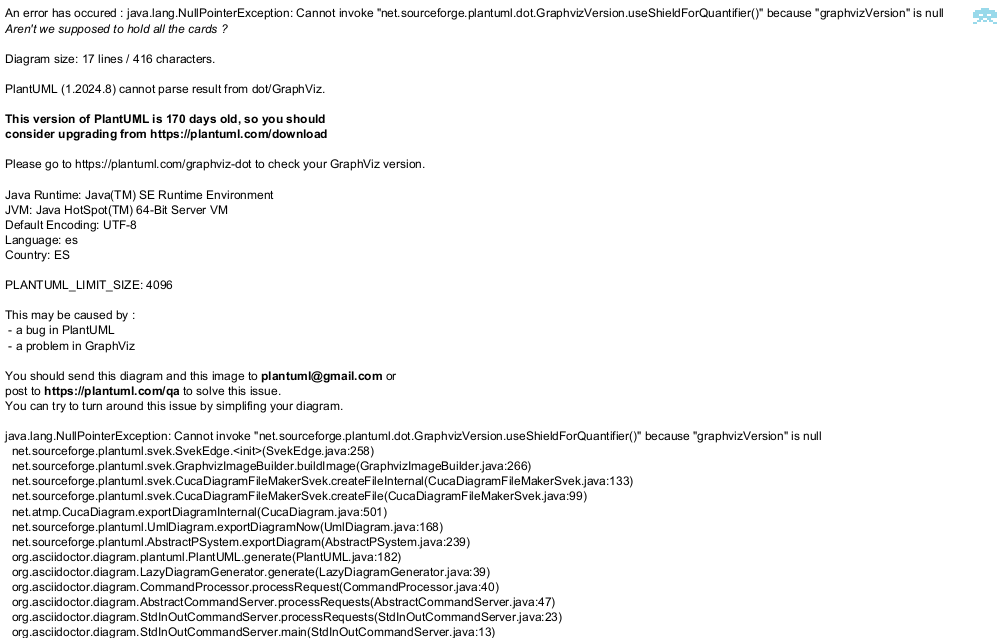 An error has occured : java.lang.NullPointerException: Cannot invoke "net.sourceforge.plantuml.dot.GraphvizVersion.useShieldForQuantifier()" because "graphvizVersion" is null
Aren't we supposed to hold all the cards ?
Diagram size: 17 lines / 416 characters.
PlantUML (1.2024.8) cannot parse result from dot/GraphViz.
This version of PlantUML is 170 days old, so you should
consider upgrading from https://plantuml.com/download
Please go to https://plantuml.com/graphviz-dot to check your GraphViz version.
Java Runtime: Java(TM) SE Runtime Environment
JVM: Java HotSpot(TM) 64-Bit Server VM
Default Encoding: UTF-8
Language: es
Country: ES
PLANTUML_LIMIT_SIZE: 4096
This may be caused by :
- a bug in PlantUML
- a problem in GraphViz
You should send this diagram and this image to plantuml@gmail.com or
post to https://plantuml.com/qa to solve this issue.
You can try to turn around this issue by simplifing your diagram.
java.lang.NullPointerException: Cannot invoke "net.sourceforge.plantuml.dot.GraphvizVersion.useShieldForQuantifier()" because "graphvizVersion" is null
net.sourceforge.plantuml.svek.SvekEdge.<init>(SvekEdge.java:258)
net.sourceforge.plantuml.svek.GraphvizImageBuilder.buildImage(GraphvizImageBuilder.java:266)
net.sourceforge.plantuml.svek.CucaDiagramFileMakerSvek.createFileInternal(CucaDiagramFileMakerSvek.java:133)
net.sourceforge.plantuml.svek.CucaDiagramFileMakerSvek.createFile(CucaDiagramFileMakerSvek.java:99)
net.atmp.CucaDiagram.exportDiagramInternal(CucaDiagram.java:501)
net.sourceforge.plantuml.UmlDiagram.exportDiagramNow(UmlDiagram.java:168)
net.sourceforge.plantuml.AbstractPSystem.exportDiagram(AbstractPSystem.java:239)
org.asciidoctor.diagram.plantuml.PlantUML.generate(PlantUML.java:182)
org.asciidoctor.diagram.LazyDiagramGenerator.generate(LazyDiagramGenerator.java:39)
org.asciidoctor.diagram.CommandProcessor.processRequest(CommandProcessor.java:40)
org.asciidoctor.diagram.AbstractCommandServer.processRequests(AbstractCommandServer.java:47)
org.asciidoctor.diagram.StdInOutCommandServer.processRequests(StdInOutCommandServer.java:23)
org.asciidoctor.diagram.StdInOutCommandServer.main(StdInOutCommandServer.java:13)